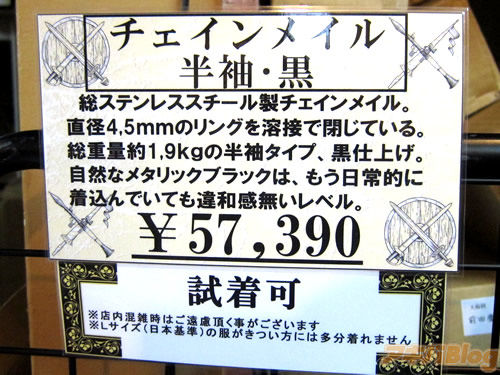 チェインメイル
半袖・黒
総ステンレススチール製チェインメイル。
直径4,5mmのリングを溶接で閉じている。
総重量約1,9kgの半袖タイプ、黒仕上げ。
自然なメタリックブラックは、もう日常的に
着込んでいても違和感無いレベル。
￥57,390
試着可
※店内混雑時はご遠慮頂く事がございます
※Lサイズ（日本基準）の服がきつい方には多分着れません
前田
Blog